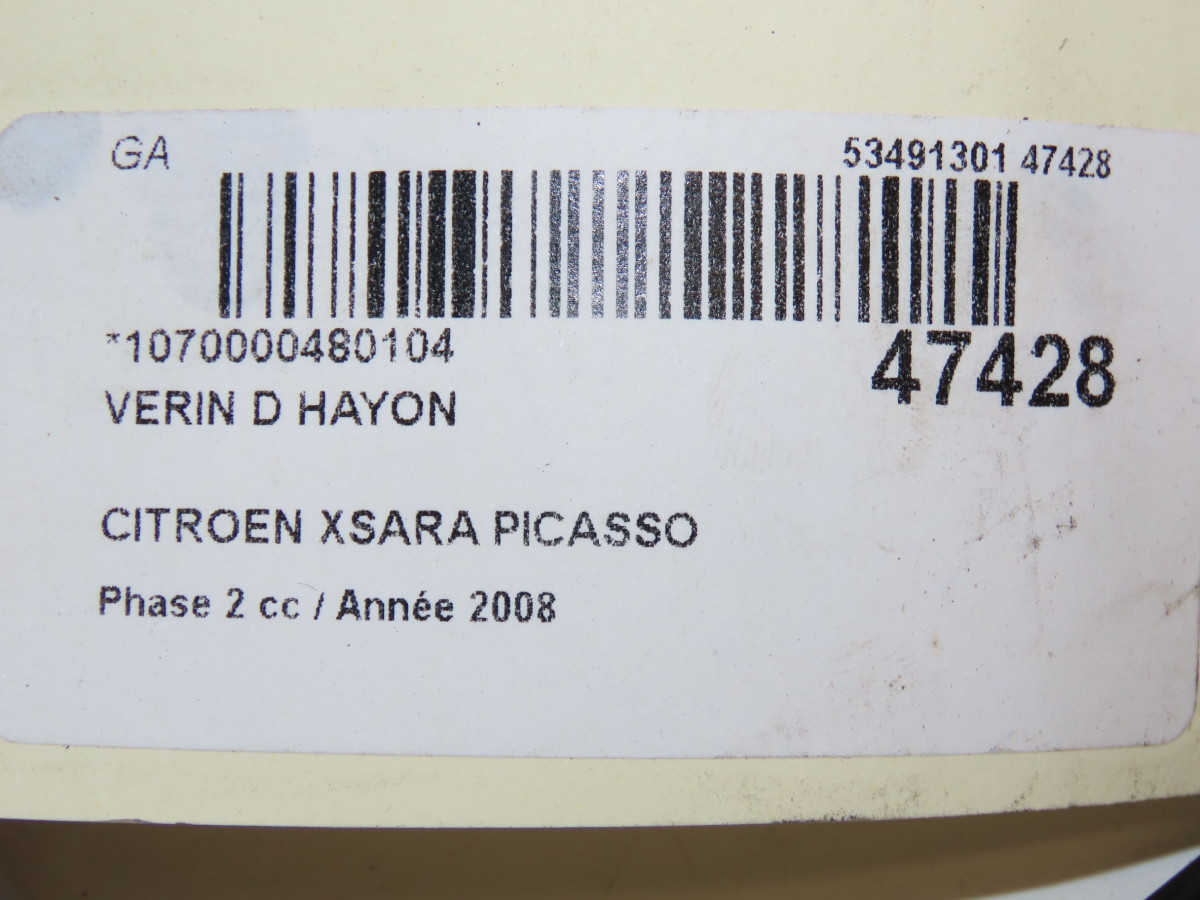 GA 53491301 47428
*1070000480104 47428
VERIN D HAYON
CITROEN XSARA PICASSO
Phase 2 cc / Année 2008